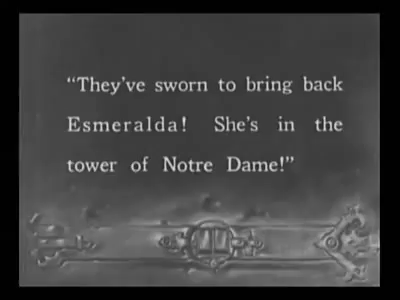 “They’ve sworn to bring back
Esmeralda! She’s in the
tower of Notre Dame!”